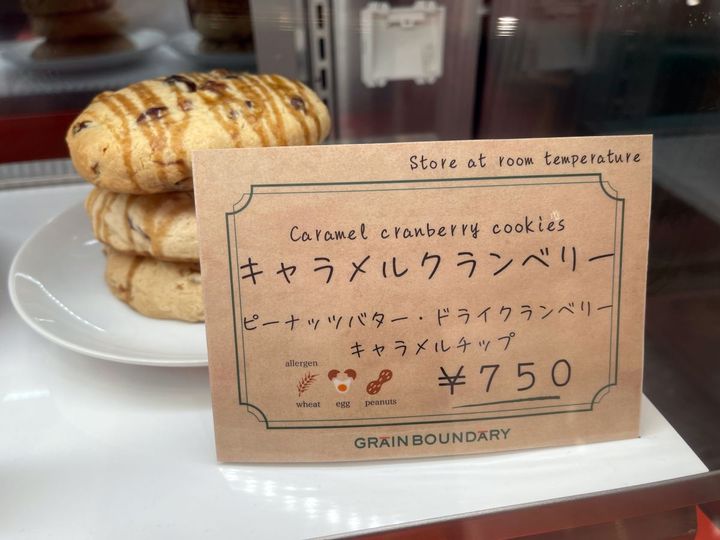 Store at room temperature
Caramel cranberry cookies
キャラメルクランベリー
ピーナッツバター・ドライクランベリー
キャラメルチップ
allergen
wheat egg peanuts
¥750
GRAIN BOUNDARY